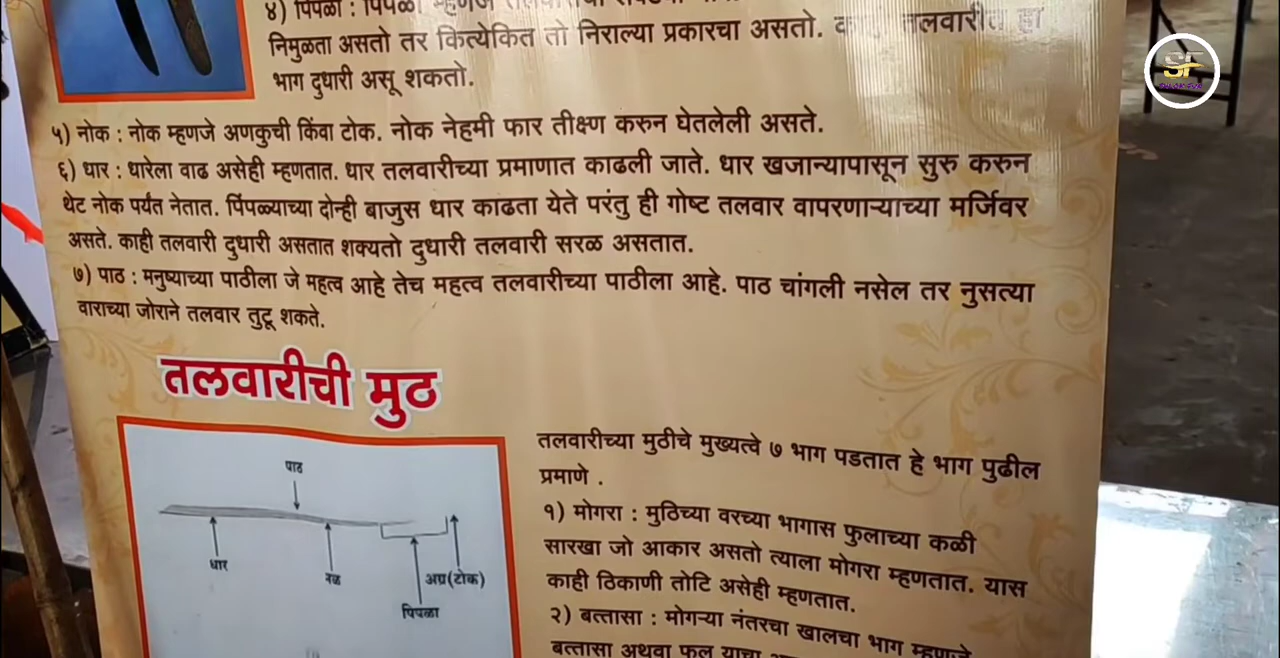 ४) पिंपळा : पिंपळा म्हणजे
निमुळता असतो तर कित्येकित तो निराल्या प्रकारचा असतो. काही तलवारीत हा
भाग दुधारी असू शकतो.
५) नोक : नोक म्हणजे अणकुची किंवा टोक. नोक नेहमी फार तीक्ष्ण करुन घेतलेली असते.
६) धार : धारेला वाढ असेही म्हणतात. धार तलवारीच्या प्रमाणात काढली जाते. धार खजान्यापासून सुरु करुन
थेट नोक पर्यंत नेतात. पिंपळ्याच्या दोन्ही बाजुस धार काढता येते परंतु ही गोष्ट तलवार वापरणाऱ्याच्या मर्जिवर
असते. काही तलवारी दुधारी असतात शक्यतो दुधारी तलवारी सरळ असतात.
७) पाठ : मनुष्याच्या पाठीला जे महत्व आहे तेच महत्व तलवारीच्या पाठीला आहे. पाठ चांगली नसेल तर नुसत्या
वाराच्या जोराने तलवार तुटू शकते.
तलवारीची मुठ
पाठ
धार
नळ
अग्र(टोक)
पिपळा
तलवारीच्या मुठीचे मुख्यत्वे ७ भाग पडतात हे भाग पुढील
प्रमाणे .
१) मोगरा : मुठिच्या वरच्या भागास फुलाच्या कळी
सारखा जो आकार असतो त्याला मोगरा म्हणतात. यास
काही ठिकाणी तोटि असेही म्हणतात.
२) बत्तासा : मोगऱ्या नंतरचा खालचा भाग म्हणजे
बत्तासा अथवा फुल याचा
SF